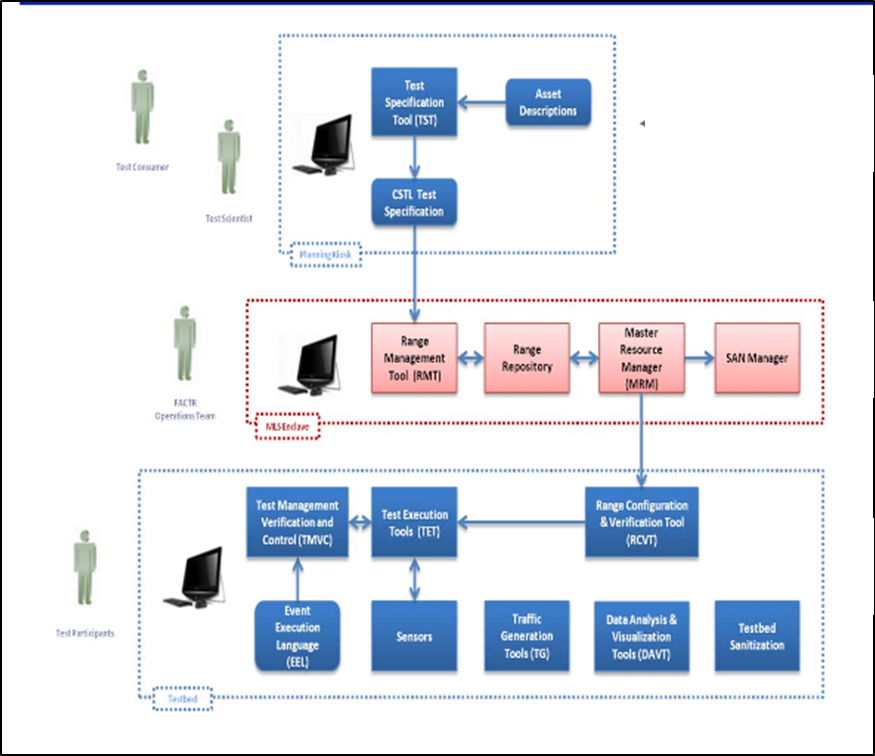 Test
Specification
Tool (TST)
Asset
Descriptions
Test Consumer
CSTL Test
Specification
Test Scientist
Planning Kiosk
Range
Management
Tool (RMT)
Range
Repository
Master
Resource
Manager
(MRM)
SAN Manager
FACTR
Operations Team
MLS Enclave
Test Management
Verification and
Control (TMVC)
Test Execution
Tools (TET)
Range Configuration
& Verification Tool
(RCVT)
Event
Execution
Language
(EEL)
Sensors
Traffic
Generation
Tools (TG)
Data Analysis &
Visualization
Tools (DAVT)
Testbed
Sanitization
Test Participants
Testbed